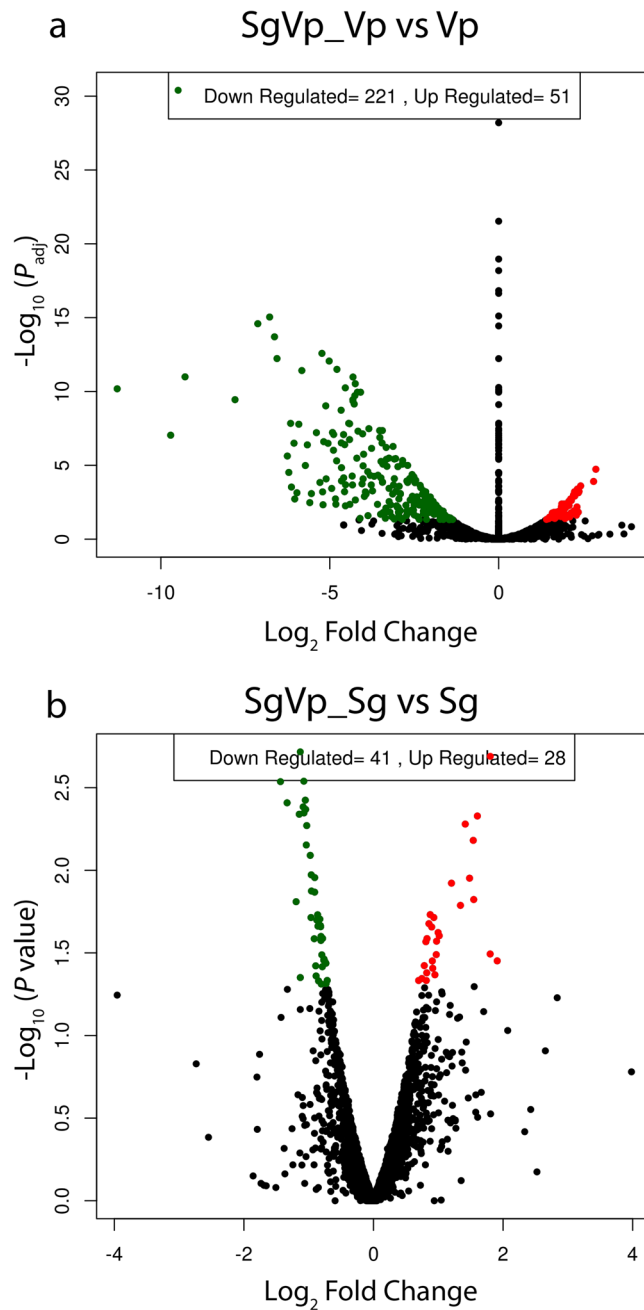 a
SgVp_Vp vs Vp
Down Regulated= 221 , Up Regulated= 51
30
25
20
15
10
5
0
-Log10 (Padj)
-10
-5
0
Log2 Fold Change
b
SgVp_Sg vs Sg
Down Regulated= 41 , Up Regulated= 28
2.5
2.0
1.5
1.0
0.5
0.0
-Log10 (P value)
-4
-2
0
2
4
Log2 Fold Change